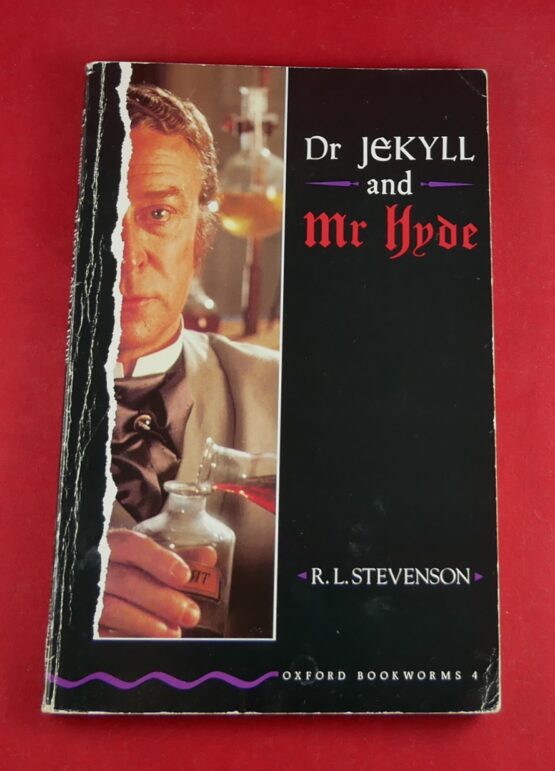 Dr JEKYLL
and
Mr Hyde
R. L. STEVENSON
OXFORD BOOKWORMS 4